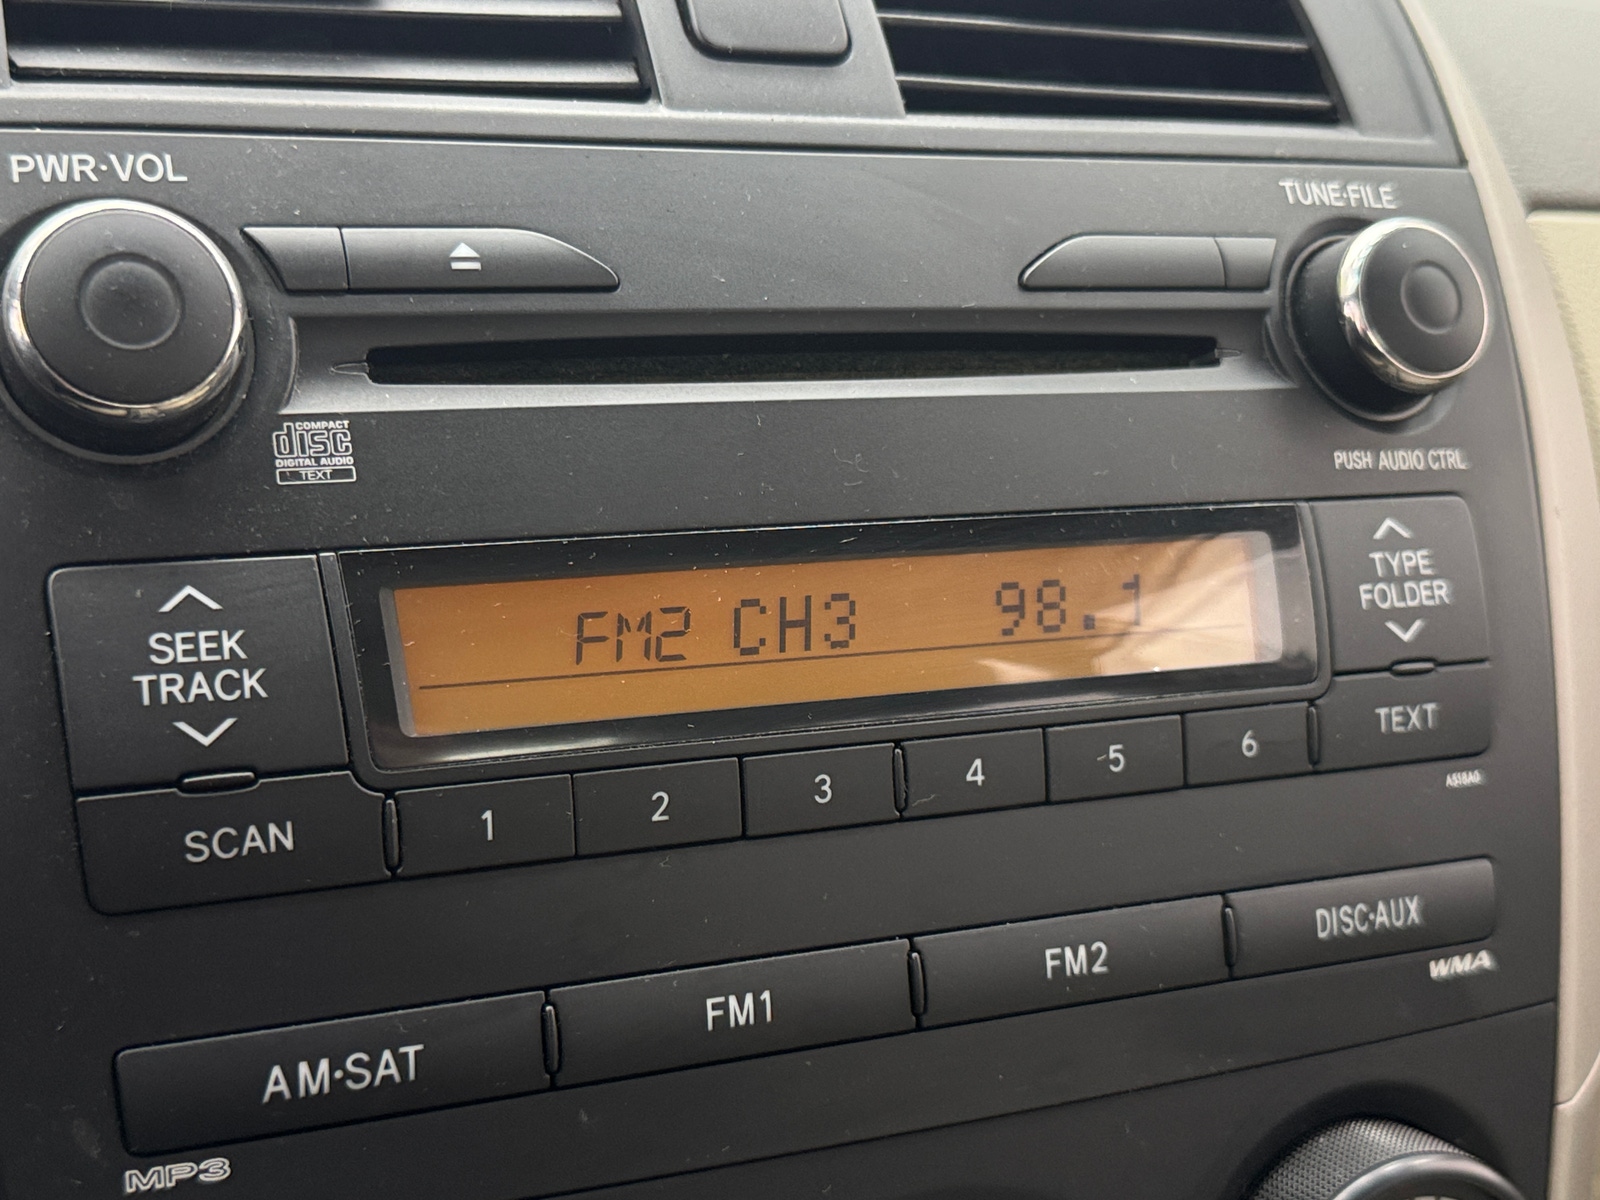 PWR·VOL
TUNE·FILE
COMPACT
disc
DIGITAL AUDIO
TEXT
PUSH AUDIO CTRL
SEEK
TRACK
FM2 CH3 98.1
TYPE
FOLDER
TEXT
SCAN
1 2 3 4 5 6
AS18A0
AM·SAT
FM1
FM2
DISC·AUX
WMA
MP3